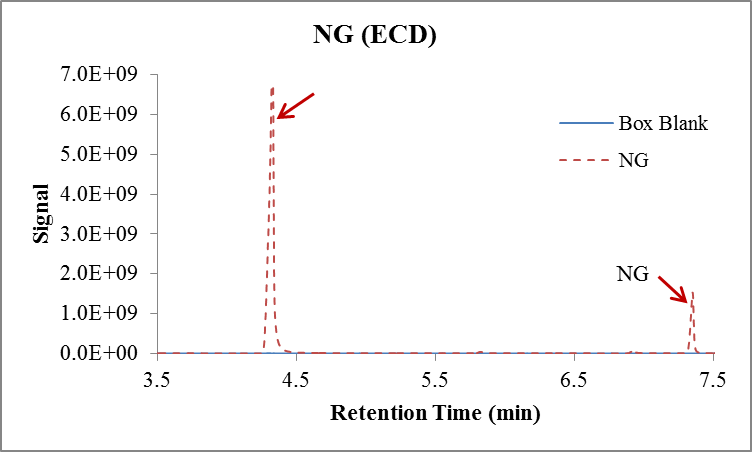 NG (ECD)
7.0E+09
6.0E+09
5.0E+09
4.0E+09
3.0E+09
2.0E+09
1.0E+09
0.0E+00
Signal
Box Blank
NG
NG
3.5 4.5 5.5 6.5 7.5
Retention Time (min)